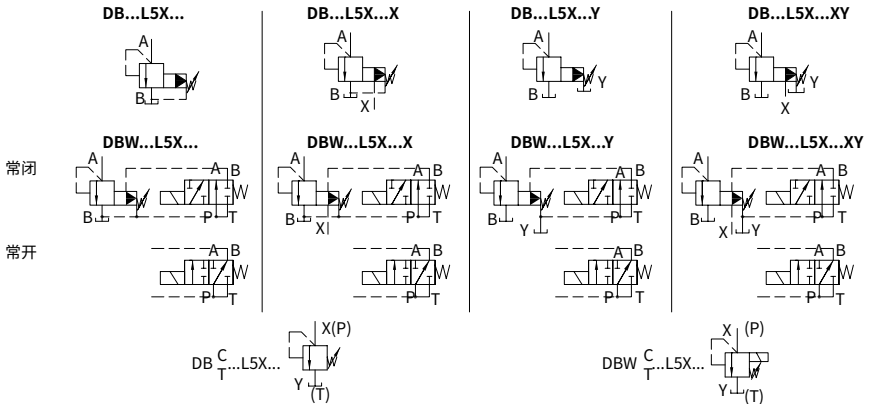 DB...L5X... DB...L5X...X DB...L5X...Y DB...L5X...XY
A A A A
B B X B Y B X Y
DBW...L5X... DBW...L5X...X DBW...L5X...Y DBW...L5X...XY
常闭 A A B A A B A A B A A B
B P T B X P T B Y P T B X Y P T
常开 A B A B A B A B
P T P T P T P T
DB C/T...L5X... X(P) Y (T)
DBW C/T...L5X... X (P) Y (T)